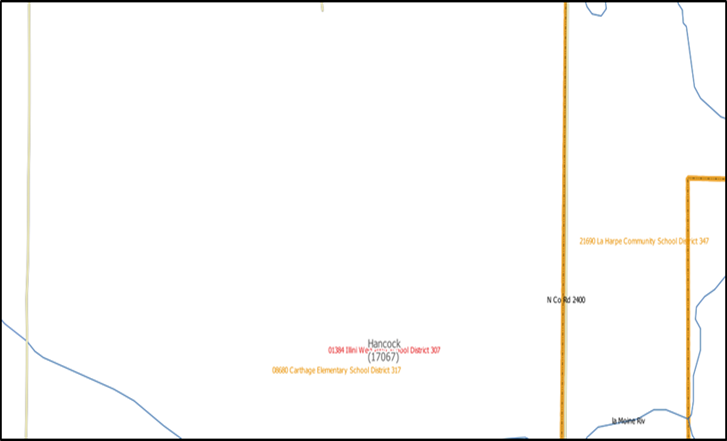 21690 La Harpe Community School District 347
N Co Rd 2400
Hancock
01384 Illini School District 307
(17067)
08680 Carthage Elementary School District 317
la Moine Riv